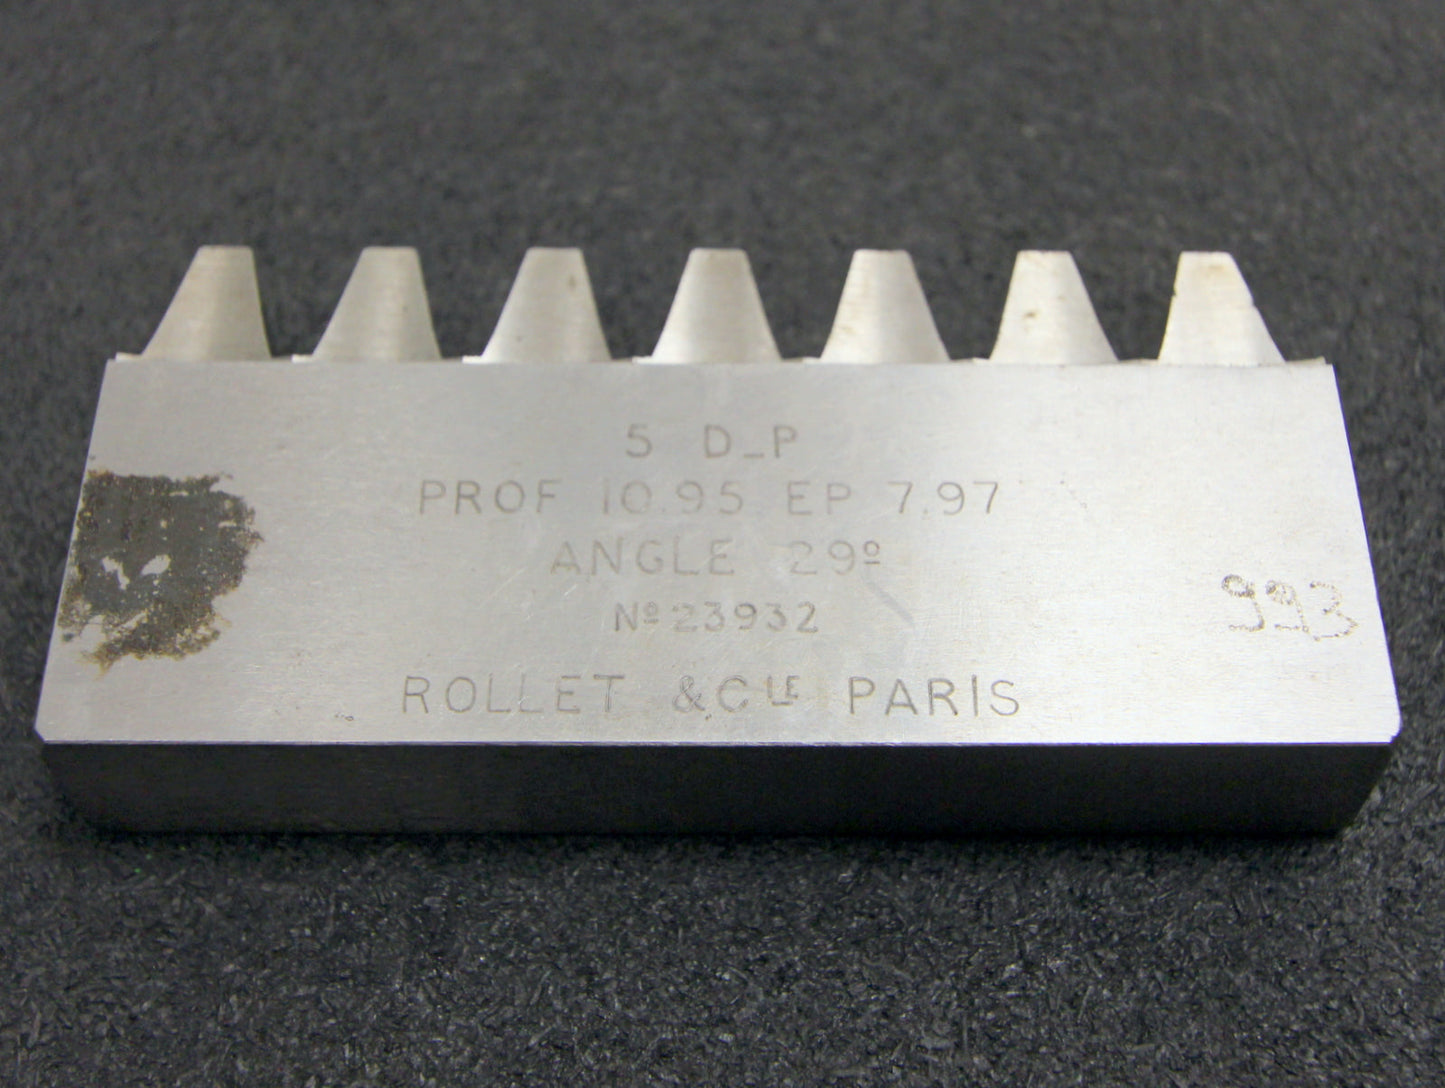 5 D_P
PROF 10.95 EP 7.97
ANGLE 29º
Nº 23932
993
ROLLET & CIE PARIS